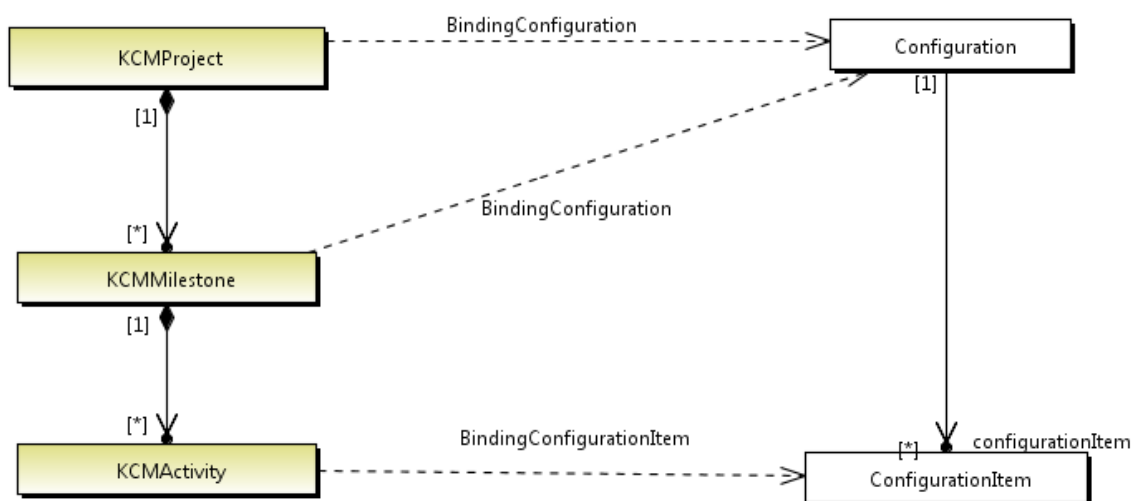 BindingConfiguration
KCMProject
Configuration
[1]
[1]
BindingConfiguration
[*]
KCMMilestone
[1]
[*]
BindingConfigurationItem
[*]
configurationItem
KCMActivity
ConfigurationItem